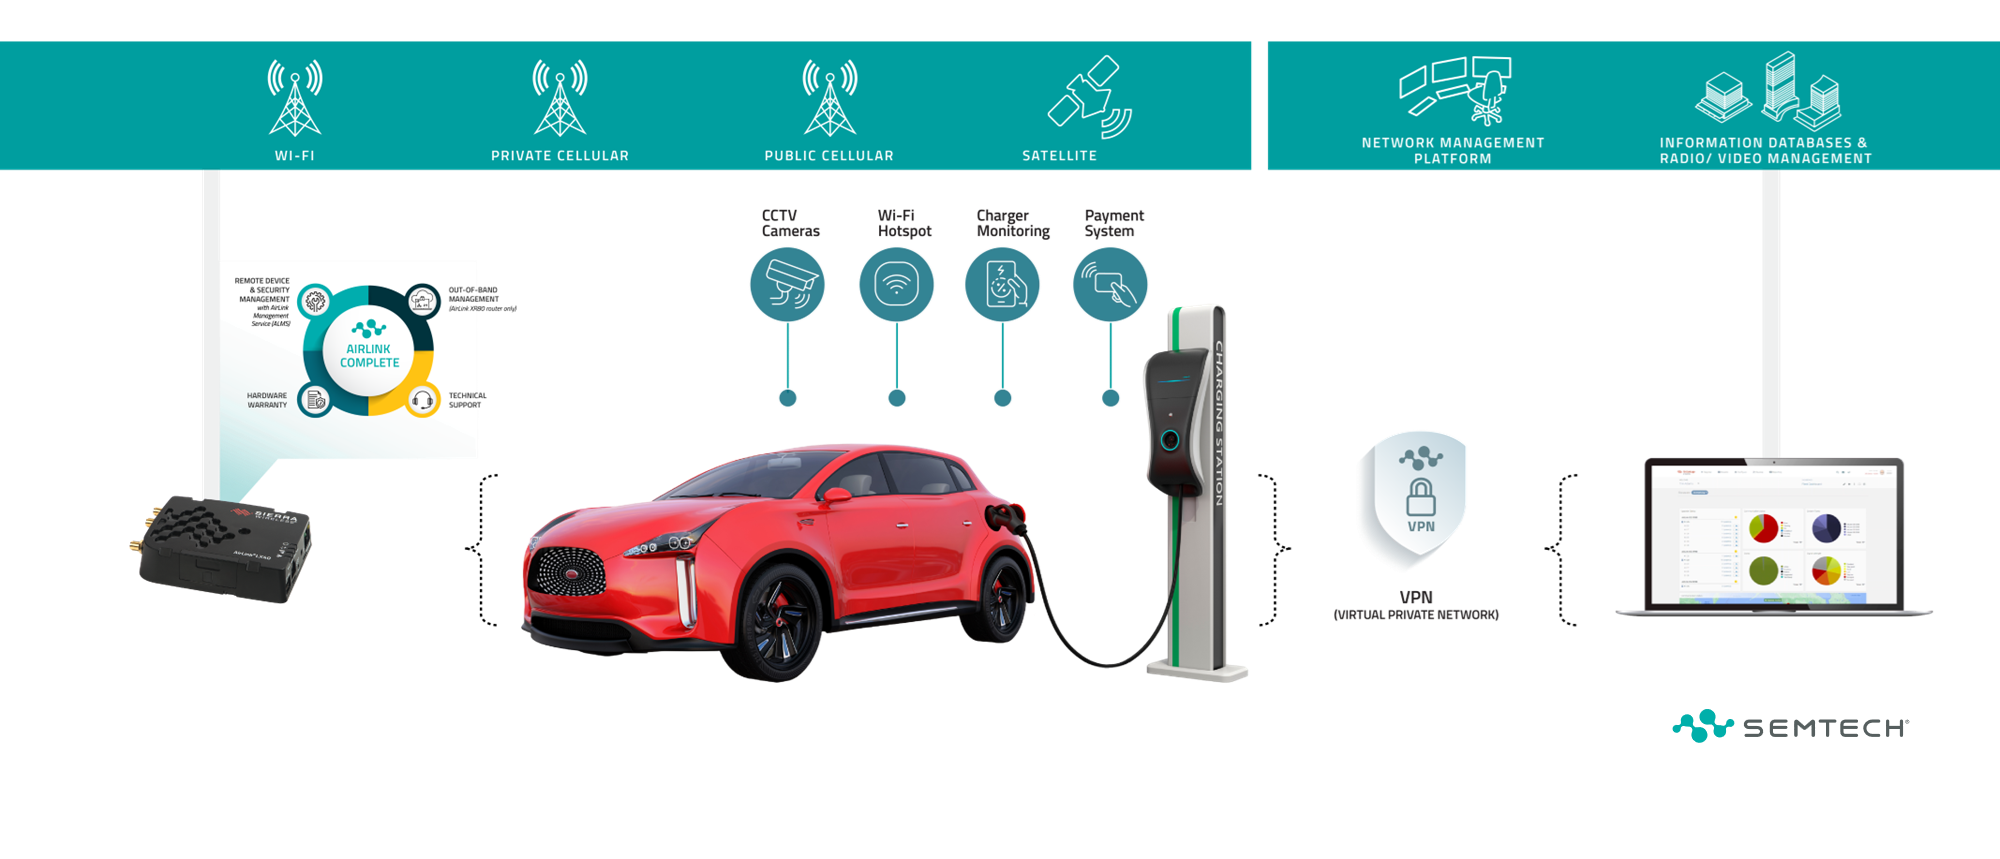 WI-FI
PRIVATE CELLULAR
PUBLIC CELLULAR
SATELLITE
NETWORK MANAGEMENT
PLATFORM
INFORMATION DATABASES &
RADIO/ VIDEO MANAGEMENT
CCTV
Cameras
Wi-Fi
Hotspot
Charger
Monitoring
Payment
System
REMOTE DEVICE
& SECURITY
MANAGEMENT
with AirLink
Management
Service (ALMS)
OUT-OF-BAND
MANAGEMENT
(AirLink XR80 router only)
AIRLINK
COMPLETE
HARDWARE
WARRANTY
TECHNICAL
SUPPORT
SIERRA
WIRELESS
CHARGING STATION
VPN
VPN
(VIRTUAL PRIVATE NETWORK)
SEMTECH®